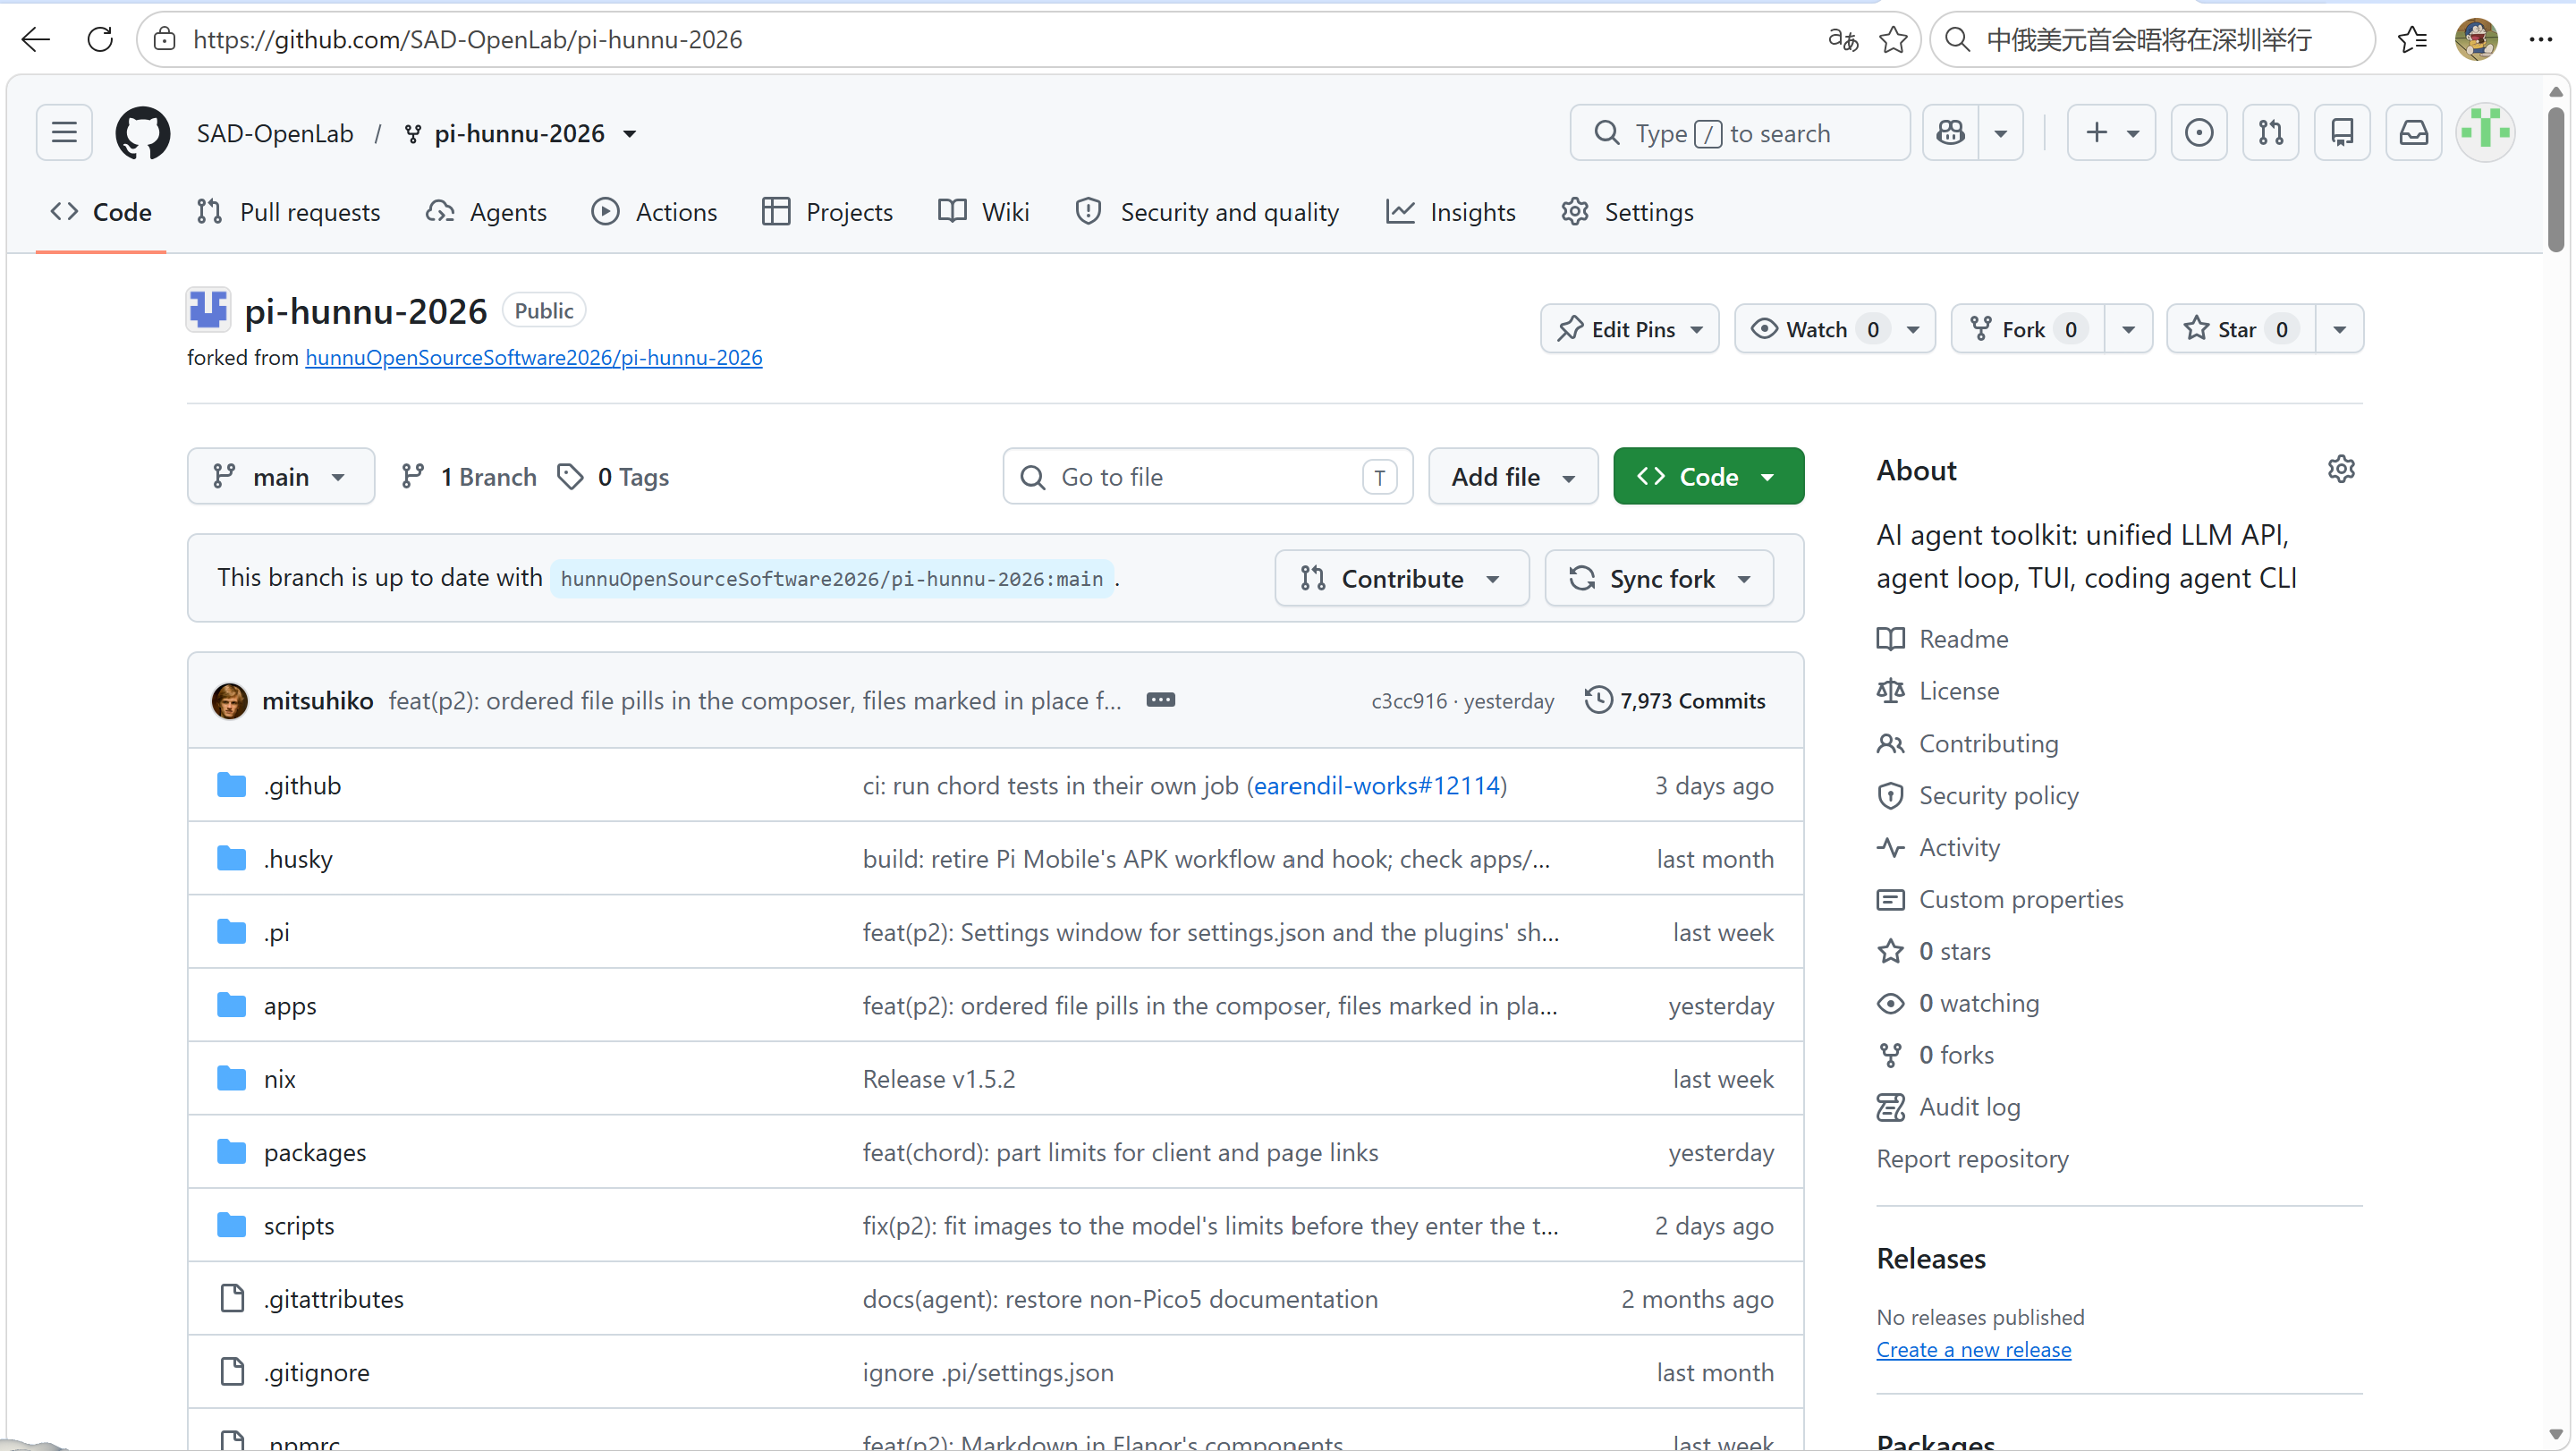 https://github.com/SAD-OpenLab/pi-hunnu-2026
中俄美元首会晤将在深圳举行
SAD-OpenLab / pi-hunnu-2026
Type / to search
Code
Pull requests
Agents
Actions
Projects
Wiki
Security and quality
Insights
Settings
pi-hunnu-2026 Public
forked from hunnuOpenSourceSoftware2026/pi-hunnu-2026
Edit Pins
Watch 0
Fork 0
Star 0
main
1 Branch
0 Tags
Go to file T
Add file
Code
This branch is up to date with hunnuOpenSourceSoftware2026/pi-hunnu-2026:main.
Contribute
Sync fork
mitsuhiko feat(p2): ordered file pills in the composer, files marked in place f... c3cc916 · yesterday 7,973 Commits
.github ci: run chord tests in their own job (earendil-works#12114) 3 days ago
.husky build: retire Pi Mobile's APK workflow and hook; check apps/... last month
.pi feat(p2): Settings window for settings.json and the plugins' sh... last week
apps feat(p2): ordered file pills in the composer, files marked in pla... yesterday
nix Release v1.5.2 last week
packages feat(chord): part limits for client and page links yesterday
scripts fix(p2): fit images to the model's limits before they enter the t... 2 days ago
.gitattributes docs(agent): restore non-Pico5 documentation 2 months ago
.gitignore ignore .pi/settings.json last month
.npmrc feat(p2): Markdown in Elanor's components last week
About
AI agent toolkit: unified LLM API,
agent loop, TUI, coding agent CLI
Readme
License
Contributing
Security policy
Activity
Custom properties
0 stars
0 watching
0 forks
Audit log
Report repository
Releases
No releases published
Create a new release
Packages